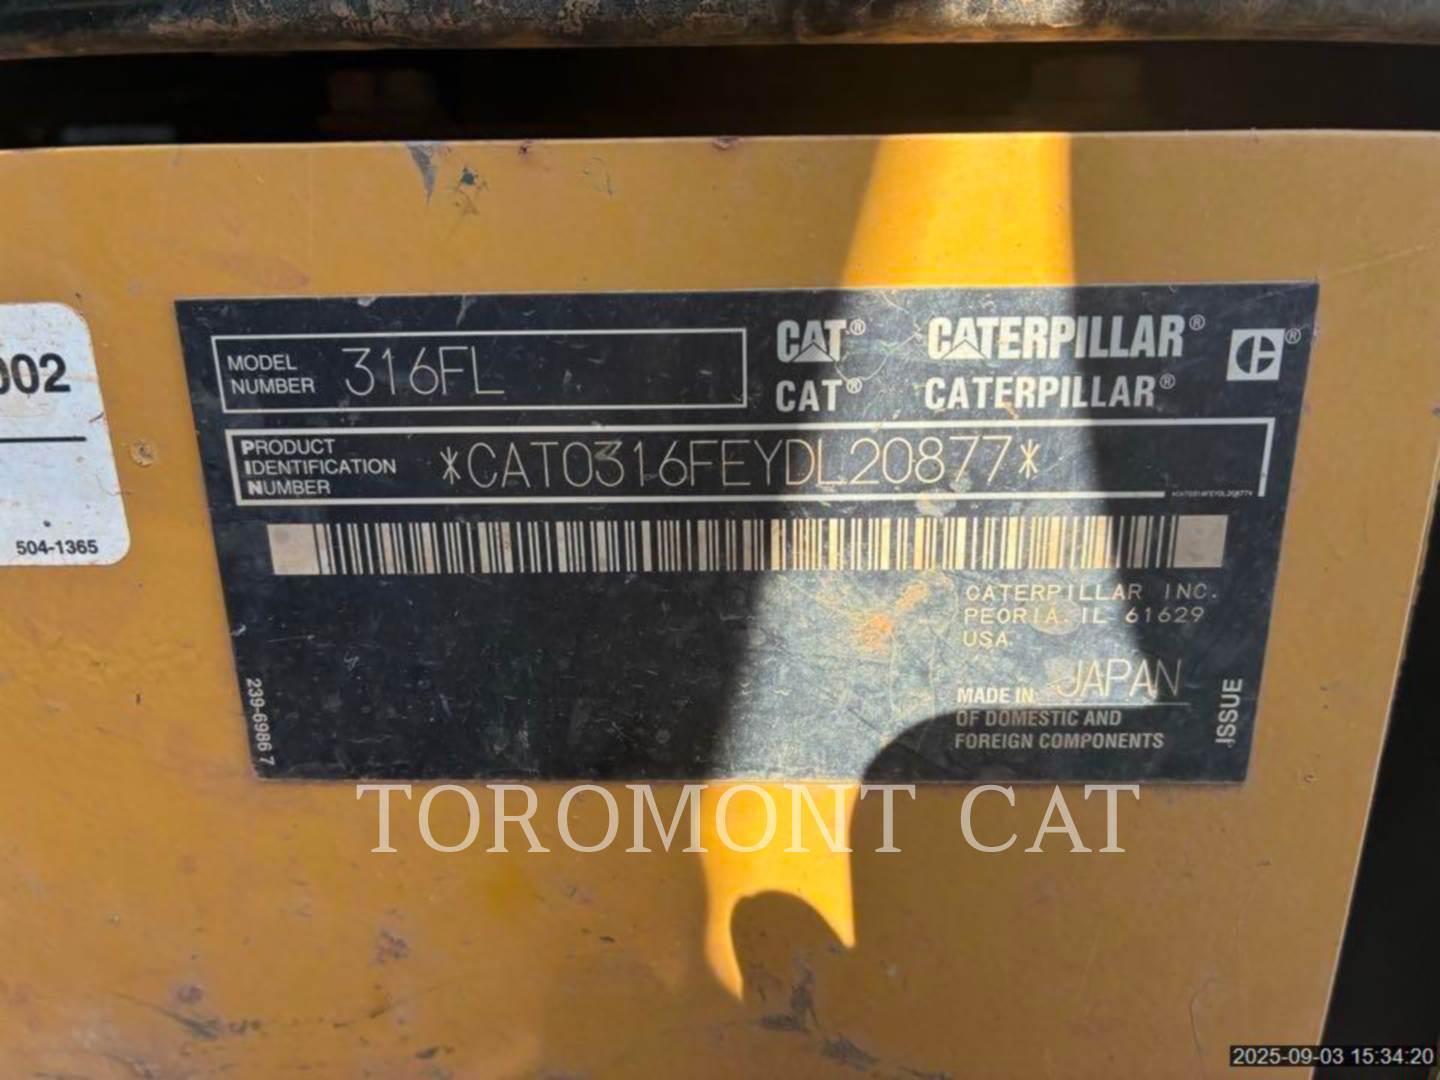 002
504-1365
MODEL NUMBER 316FL
CAT® CATERPILLAR®
CAT® CATERPILLAR®
PRODUCT IDENTIFICATION NUMBER *CAT0316FEYDL20877*
*CAT0316FEYDL20877*
CATERPILLAR INC.
PEORIA, IL 61629
USA
MADE IN JAPAN
OF DOMESTIC AND
FOREIGN COMPONENTS
ISSUE
239-6986 7
TOROMONT CAT
2025-09-03 15:34:20